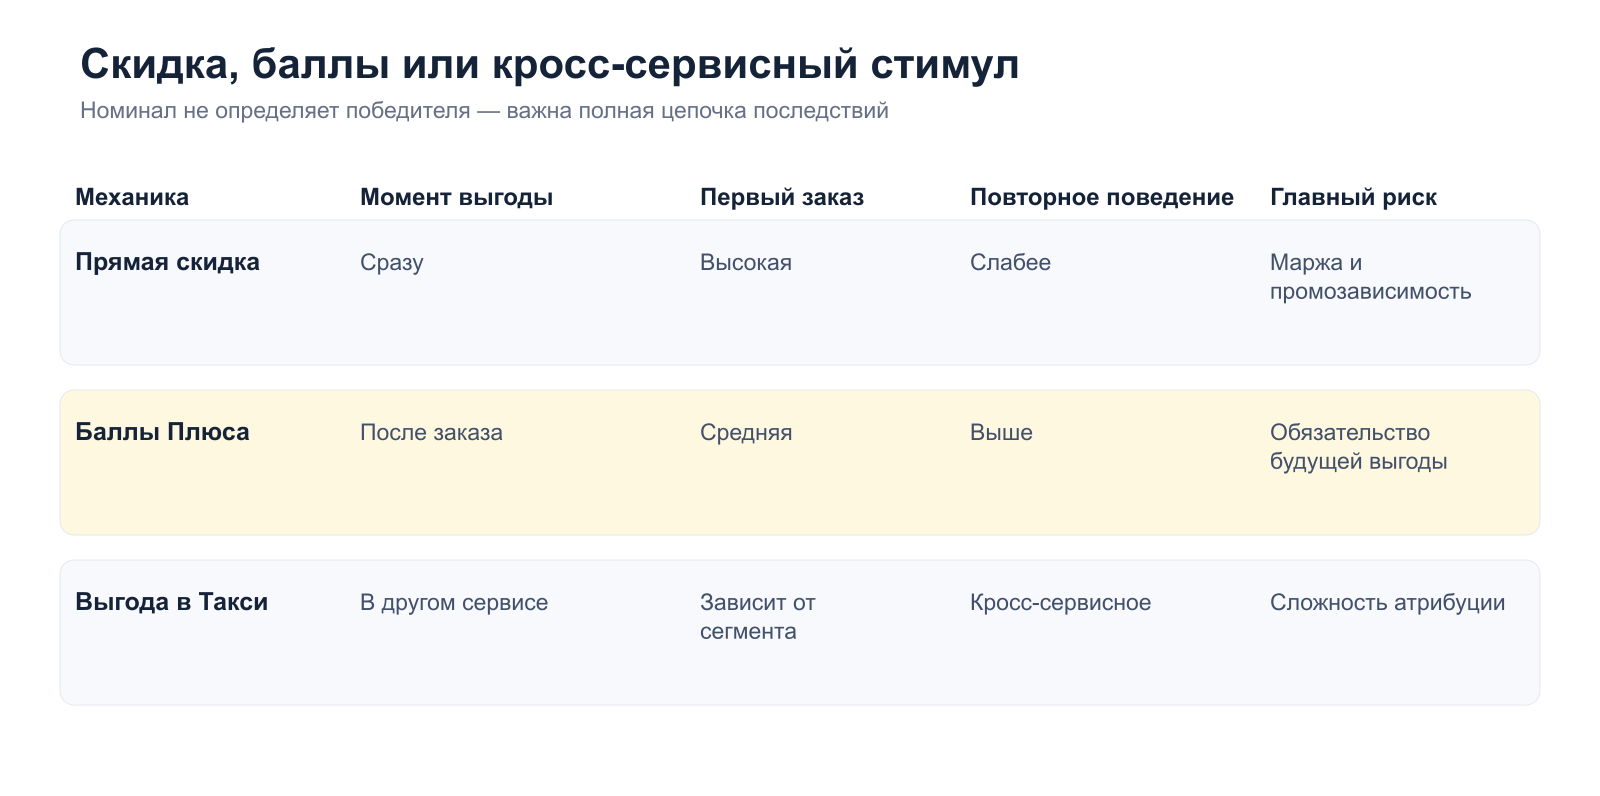 Скидка, баллы или кросс-сервисный стимул
Номинал не определяет победителя — важна полная цепочка последствий
Механика Момент выгоды Первый заказ Повторное поведение Главный риск
Прямая скидка Сразу Высокая Слабее Маржа и
промозависимость
Баллы Плюса После заказа Средняя Выше Обязательство
будущей выгоды
Выгода в Такси В другом сервисе Зависит от Кросс-сервисное Сложность атрибуции
сегмента